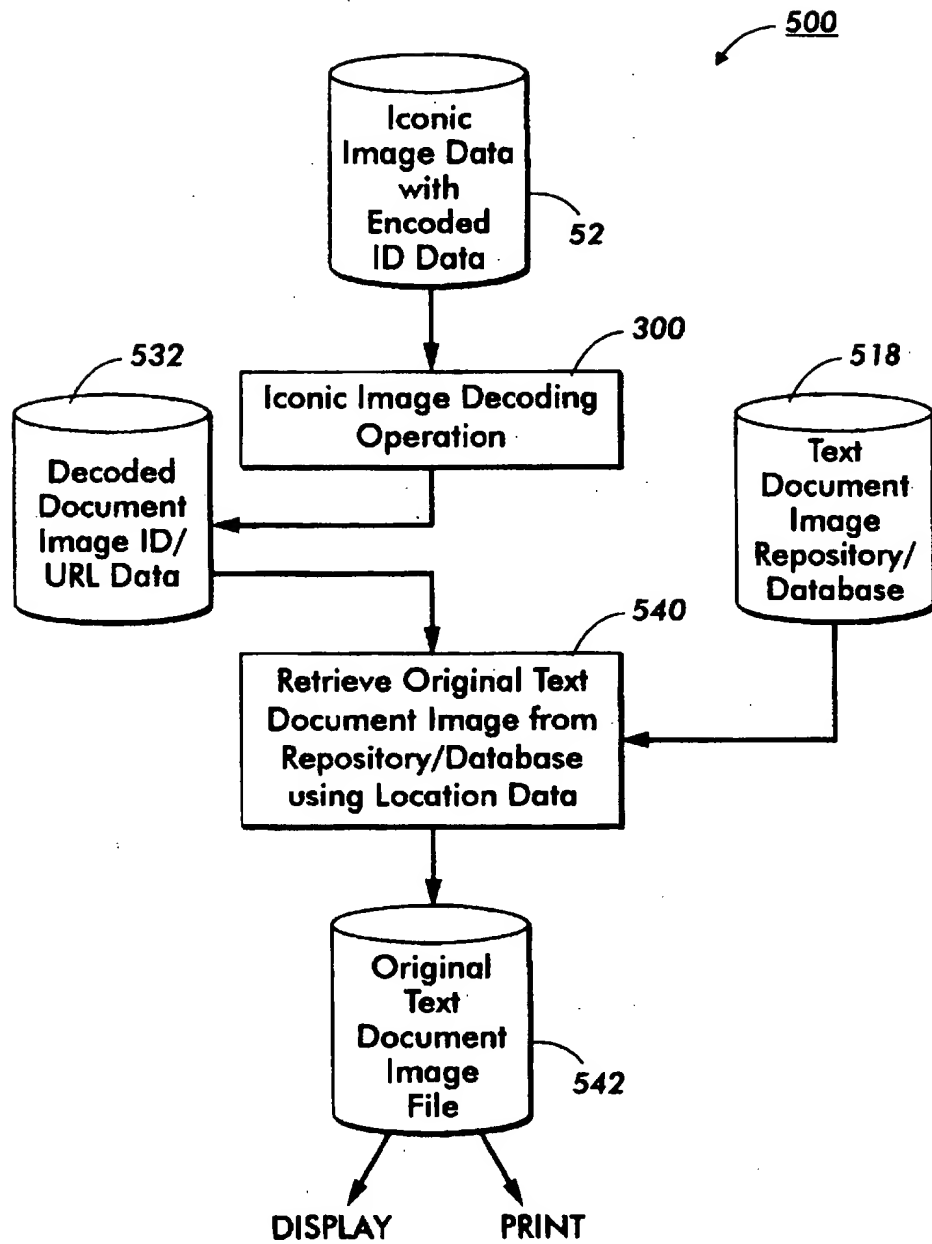 500
Iconic
Image Data
with
Encoded
ID Data
52
300
Iconic Image Decoding
Operation
532
Decoded
Document
Image ID/
URL Data
518
Text
Document
Image
Repository/
Database
540
Retrieve Original Text
Document Image from
Repository/Database
using Location Data
Original
Text
Document
Image
File
542
DISPLAY
PRINT